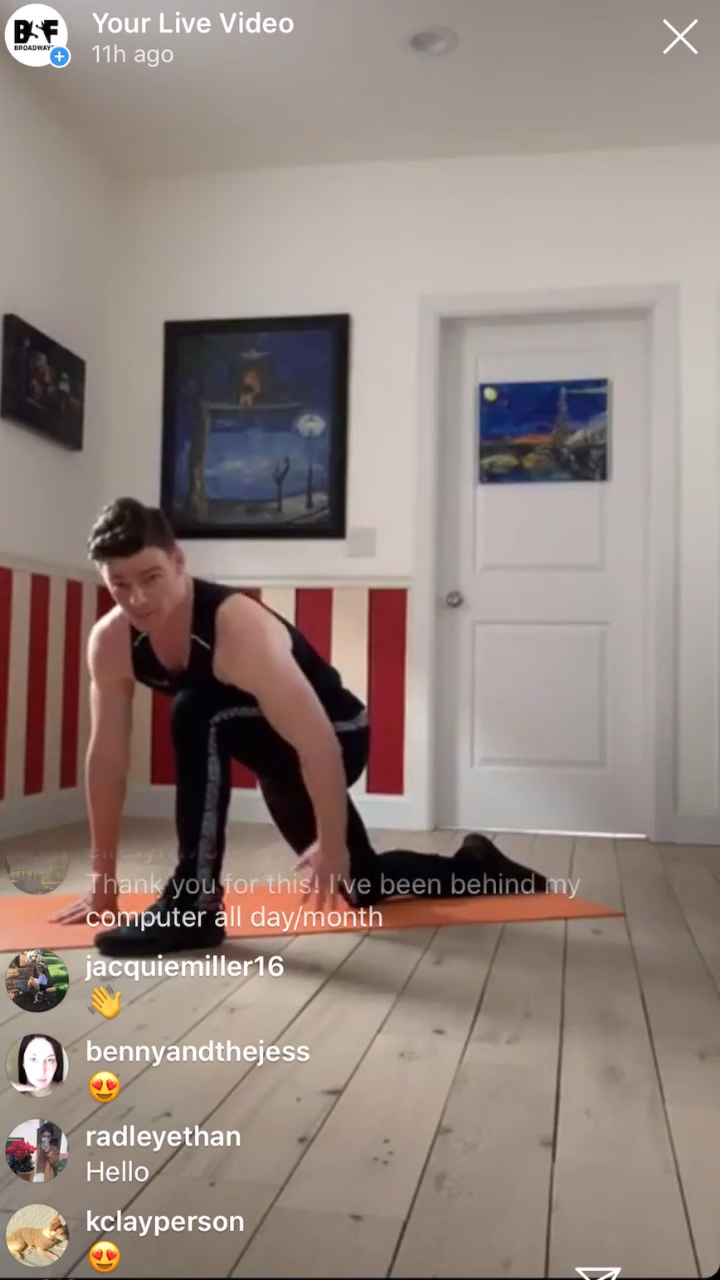 BSF
BROADWAY
Your Live Video
11h ago
Thank you for this! I've been behind my
computer all day/month
jacquiemiller16
👋
bennyandthejess
😍
radleyethan
Hello
kclayperson
😍